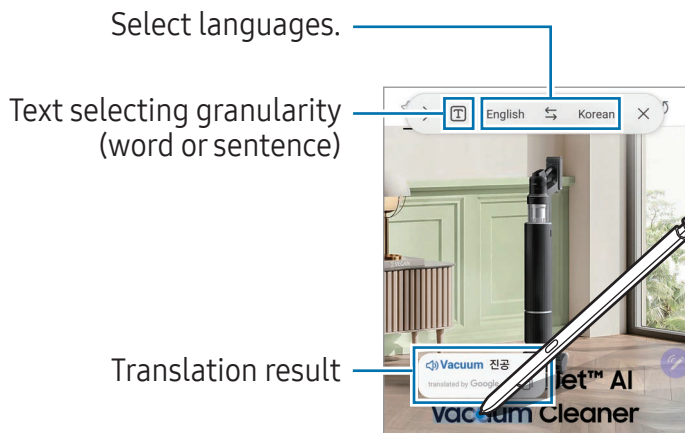 Select languages.
Text selecting granularity
(word or sentence)
English
Korean
Translation result
Vacuum 진공
translated by Google
Jet™ AI
Vacuum Cleaner